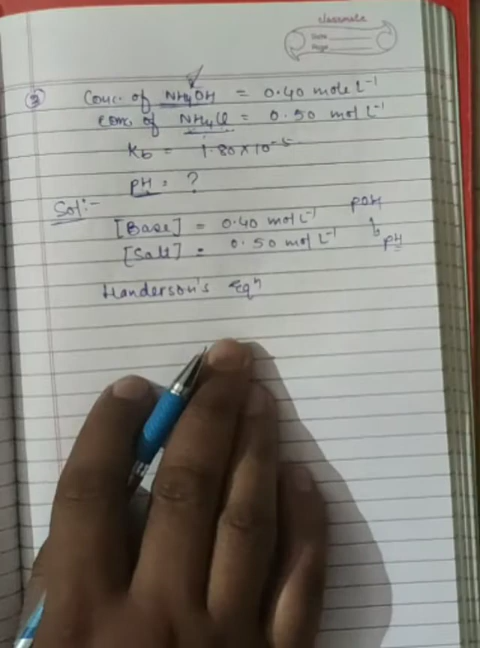 classmate
Date
Page
③ Conc. of NH4OH = 0.40 mole L⁻¹
Conc. of NH4Cl = 0.50 mol L⁻¹
Kb = 1.80 × 10⁻⁵
pH = ?
Sol:-
[Base] = 0.40 mol L⁻¹
pOH
[Salt] = 0.50 mol L⁻¹
pH
Handerson's Eqⁿ